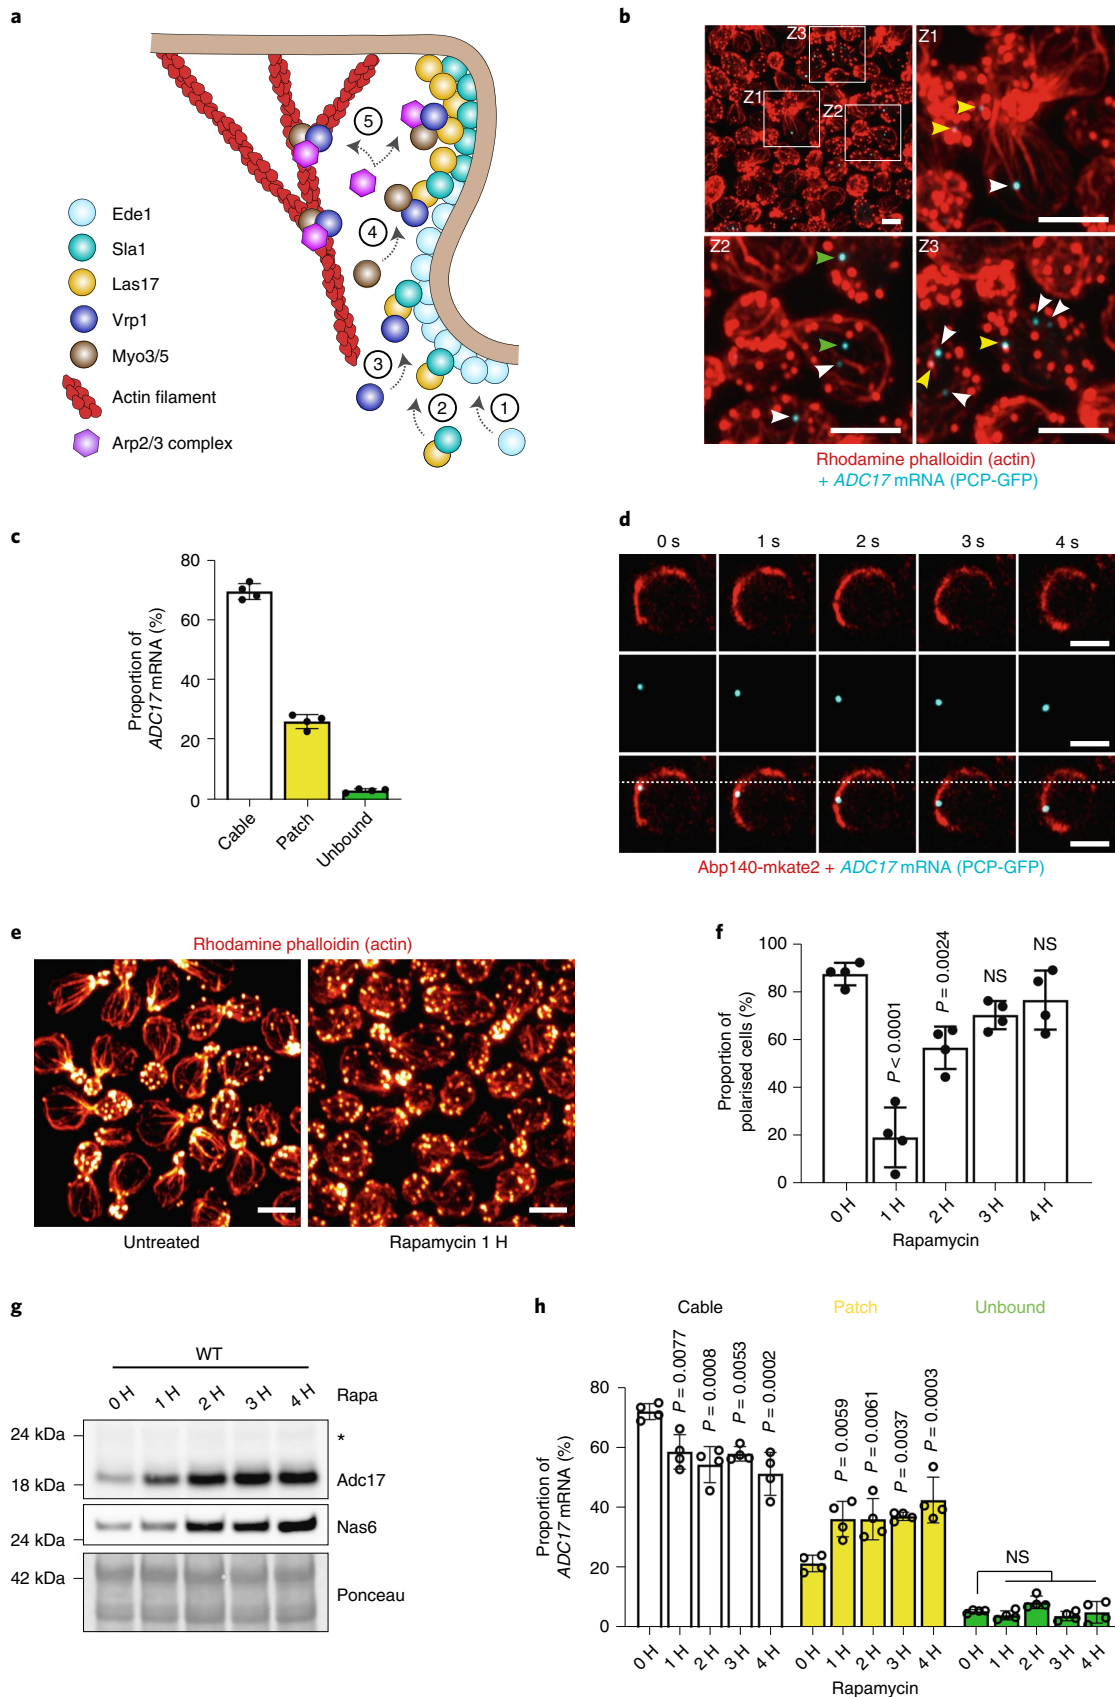 a
5
4
3
2
1
Ede1
Sla1
Las17
Vrp1
Myo3/5
Actin filament
Arp2/3 complex
b
Z3
Z1
Z2
Z1
Z2
Z3
Rhodamine phalloidin (actin)
+ ADC17 mRNA (PCP-GFP)
c
Proportion of
ADC17 mRNA (%)
80
60
40
20
0
Cable
Patch
Unbound
d
0 s 1 s 2 s 3 s 4 s
Abp140-mkate2 + ADC17 mRNA (PCP-GFP)
e
Rhodamine phalloidin (actin)
Untreated
Rapamycin 1 H
f
Proportion of
polarised cells (%)
100
80
60
40
20
0
P < 0.0001
P = 0.0024
NS
NS
0 H 1 H 2 H 3 H 4 H
Rapamycin
g
WT
0 H 1 H 2 H 3 H 4 H Rapa
24 kDa
*
18 kDa
Adc17
24 kDa
Nas6
42 kDa
Ponceau
h
Cable Patch Unbound
Proportion of
ADC17 mRNA (%)
80
60
40
20
0
P = 0.0077
P = 0.0008
P = 0.0053
P = 0.0002
P = 0.0059
P = 0.0061
P = 0.0037
P = 0.0003
NS
0 H 1 H 2 H 3 H 4 H 0 H 1 H 2 H 3 H 4 H 0 H 1 H 2 H 3 H 4 H
Rapamycin